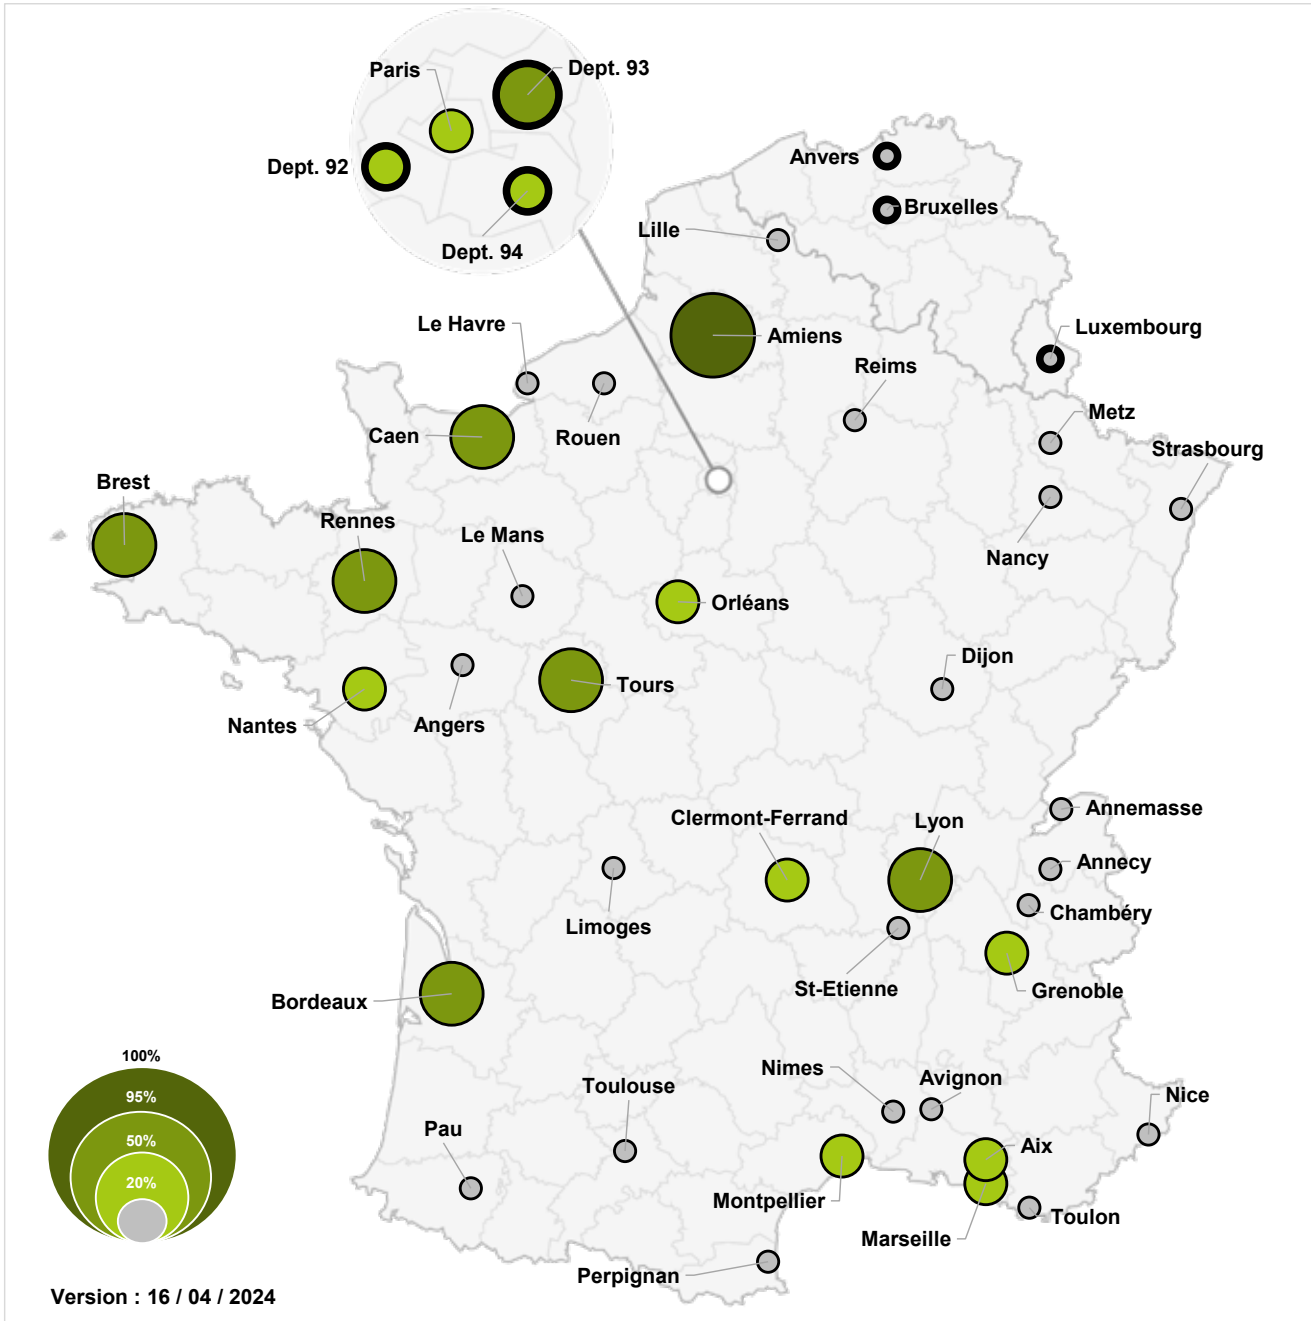 Paris
Dept. 93
Dept. 92
Dept. 94
Anvers
Bruxelles
Lille
Le Havre
Amiens
Luxembourg
Reims
Caen
Rouen
Metz
Strasbourg
Brest
Rennes
Le Mans
Nancy
Orléans
Dijon
Tours
Nantes
Angers
Annemasse
Clermont-Ferrand
Lyon
Annecy
Chambéry
Limoges
St-Etienne
Grenoble
Bordeaux
Nimes
Avignon
Toulouse
Nice
Pau
Aix
Montpellier
Toulon
Marseille
Perpignan
100%
95%
50%
20%
Version : 16 / 04 / 2024